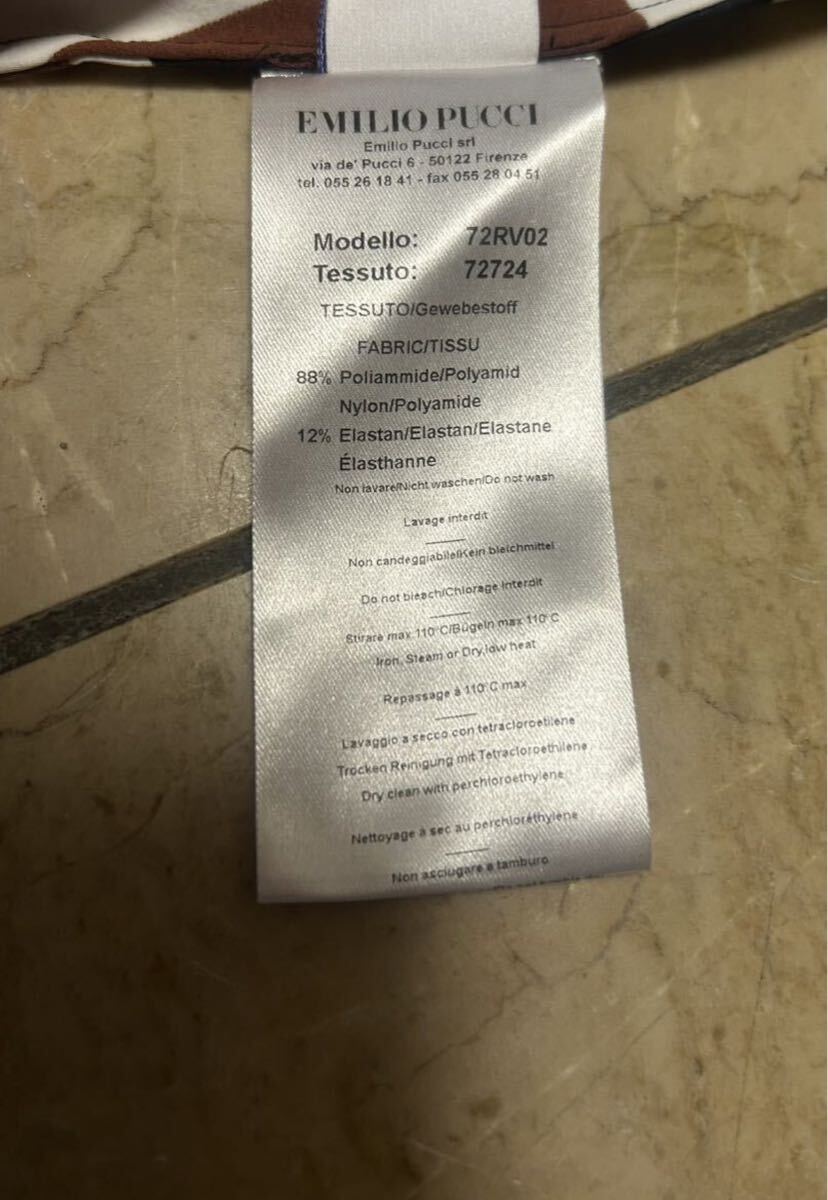 EMILIO PUCCI
Emilio Pucci srl
via de' Pucci 6 - 50122 Firenze
tel. 055 26 18 41 - fax 055 28 04 51
Modello: 72RV02
Tessuto: 72724
TESSUTO/Gewebestoff
FABRIC/TISSU
88% Poliammide/Polyamid
Nylon/Polyamide
12% Elastan/Elastan/Elastane
Élasthanne
Non lavare/Nicht waschen/Do not wash
Lavage interdit
Non candeggiabile/Kein bleichmittel
Do not bleach/Chlorage interdit
Stirare max 110°C/Bügeln max 110°C
Iron, Steam or Dry,low heat
Repassage à 110°C max
Lavaggio a secco con tetracloroetilene
Trocken Reinigung mit Tetracloroethilene
Dry clean with perchloroethylene
Nettoyage à sec au perchloréthylene
Non asciugare a tamburo